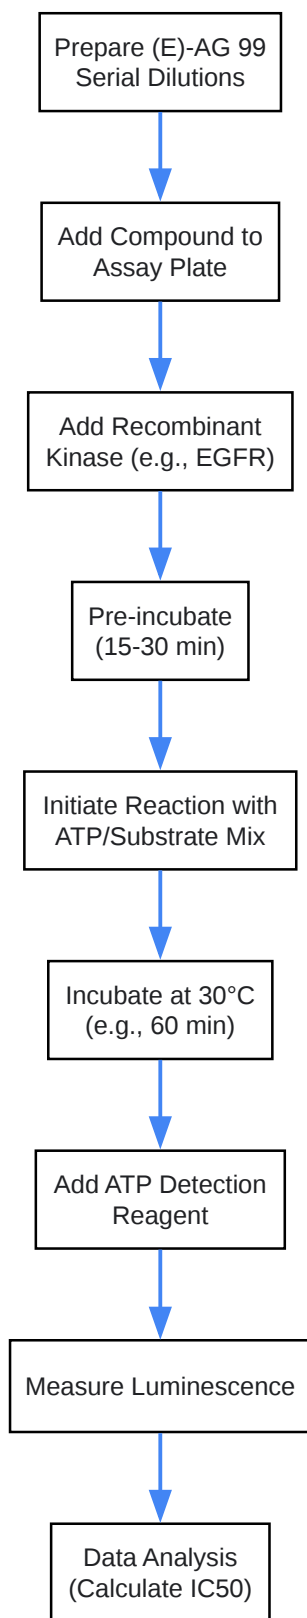 Prepare (E)-AG 99
Serial Dilutions
Add Compound to
Assay Plate
Add Recombinant
Kinase (e.g., EGFR)
Pre-incubate
(15-30 min)
Initiate Reaction with
ATP/Substrate Mix
Incubate at 30°C
(e.g., 60 min)
Add ATP Detection
Reagent
Measure Luminescence
Data Analysis
(Calculate IC50)